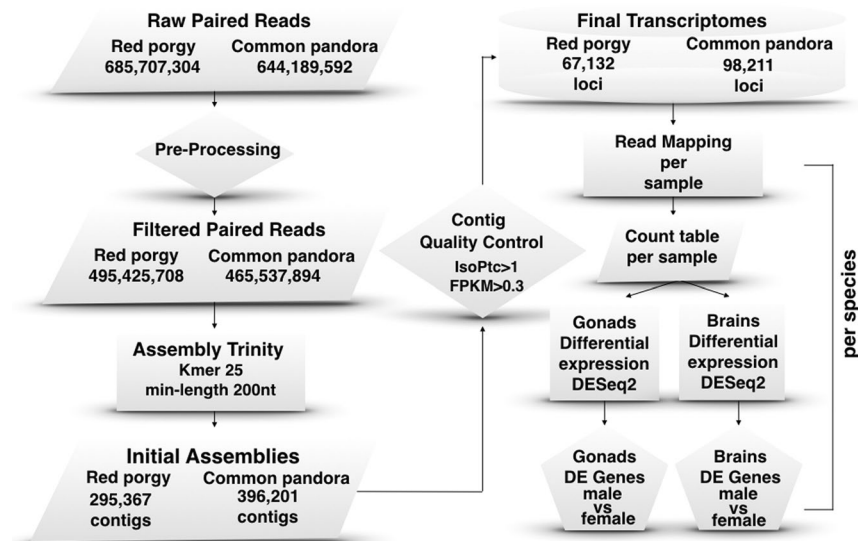 Raw Paired Reads
Red porgy Common pandora
685,707,304 644,189,592
Pre-Processing
Filtered Paired Reads
Red porgy Common pandora
495,425,708 465,537,894
Assembly Trinity
Kmer 25
min-length 200nt
Initial Assemblies
Red porgy Common pandora
295,367 396,201
contigs contigs
Contig
Quality Control
IsoPtc>1
FPKM>0.3
Final Transcriptomes
Red porgy Common pandora
67,132 98,211
loci loci
Read Mapping
per
sample
Count table
per sample
Gonads
Differential
expression
DESeq2
Brains
Differential
expression
DESeq2
Gonads
DE Genes
male
vs
female
Brains
DE Genes
male
vs
female
per species